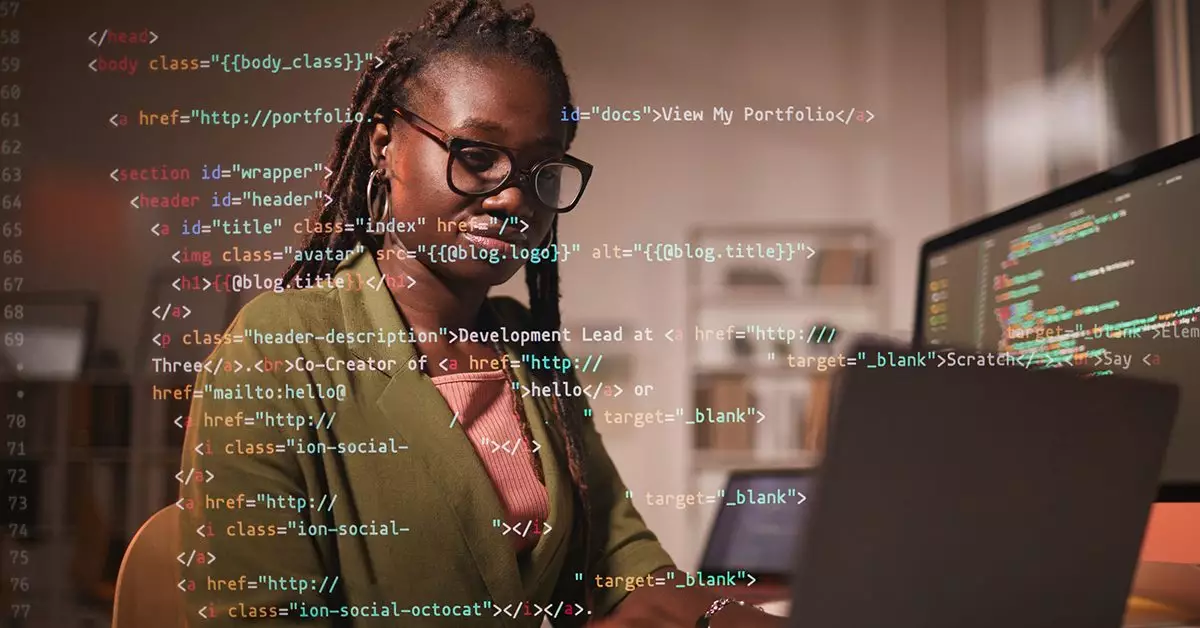 57
58 </head>
59 <body class="{{body_class}}">
60
61 <a href="http://portfolio. id="docs">View My Portfolio</a>
62
63 <section id="wrapper">
64 <header id="header">
65 <a id="title" class="index" href="/">
66 <img class="avatar" src="{{@blog.logo}}" alt="{{@blog.title}}">
67 <h1>{{@blog.title}}</h1>
68 </a>
69 <p class="header-description">Development Lead at <a href="http:/// target="_blank">Elem
Three</a>.<br>Co-Creator of <a href="http:// " target="_blank">Scratch</ Say <a
href="mailto:hello@ ">hello</a> or
70 <a href="http:// / " target="_blank">
71 <i class="ion-social- "></i>
72 </a>
73 <a href="http:// " target="_blank">
74 <i class="ion-social- "></i>
75 </a>
76 <a href="http:// " target="_blank">
77 <i class="ion-social-octocat"></i></a>.